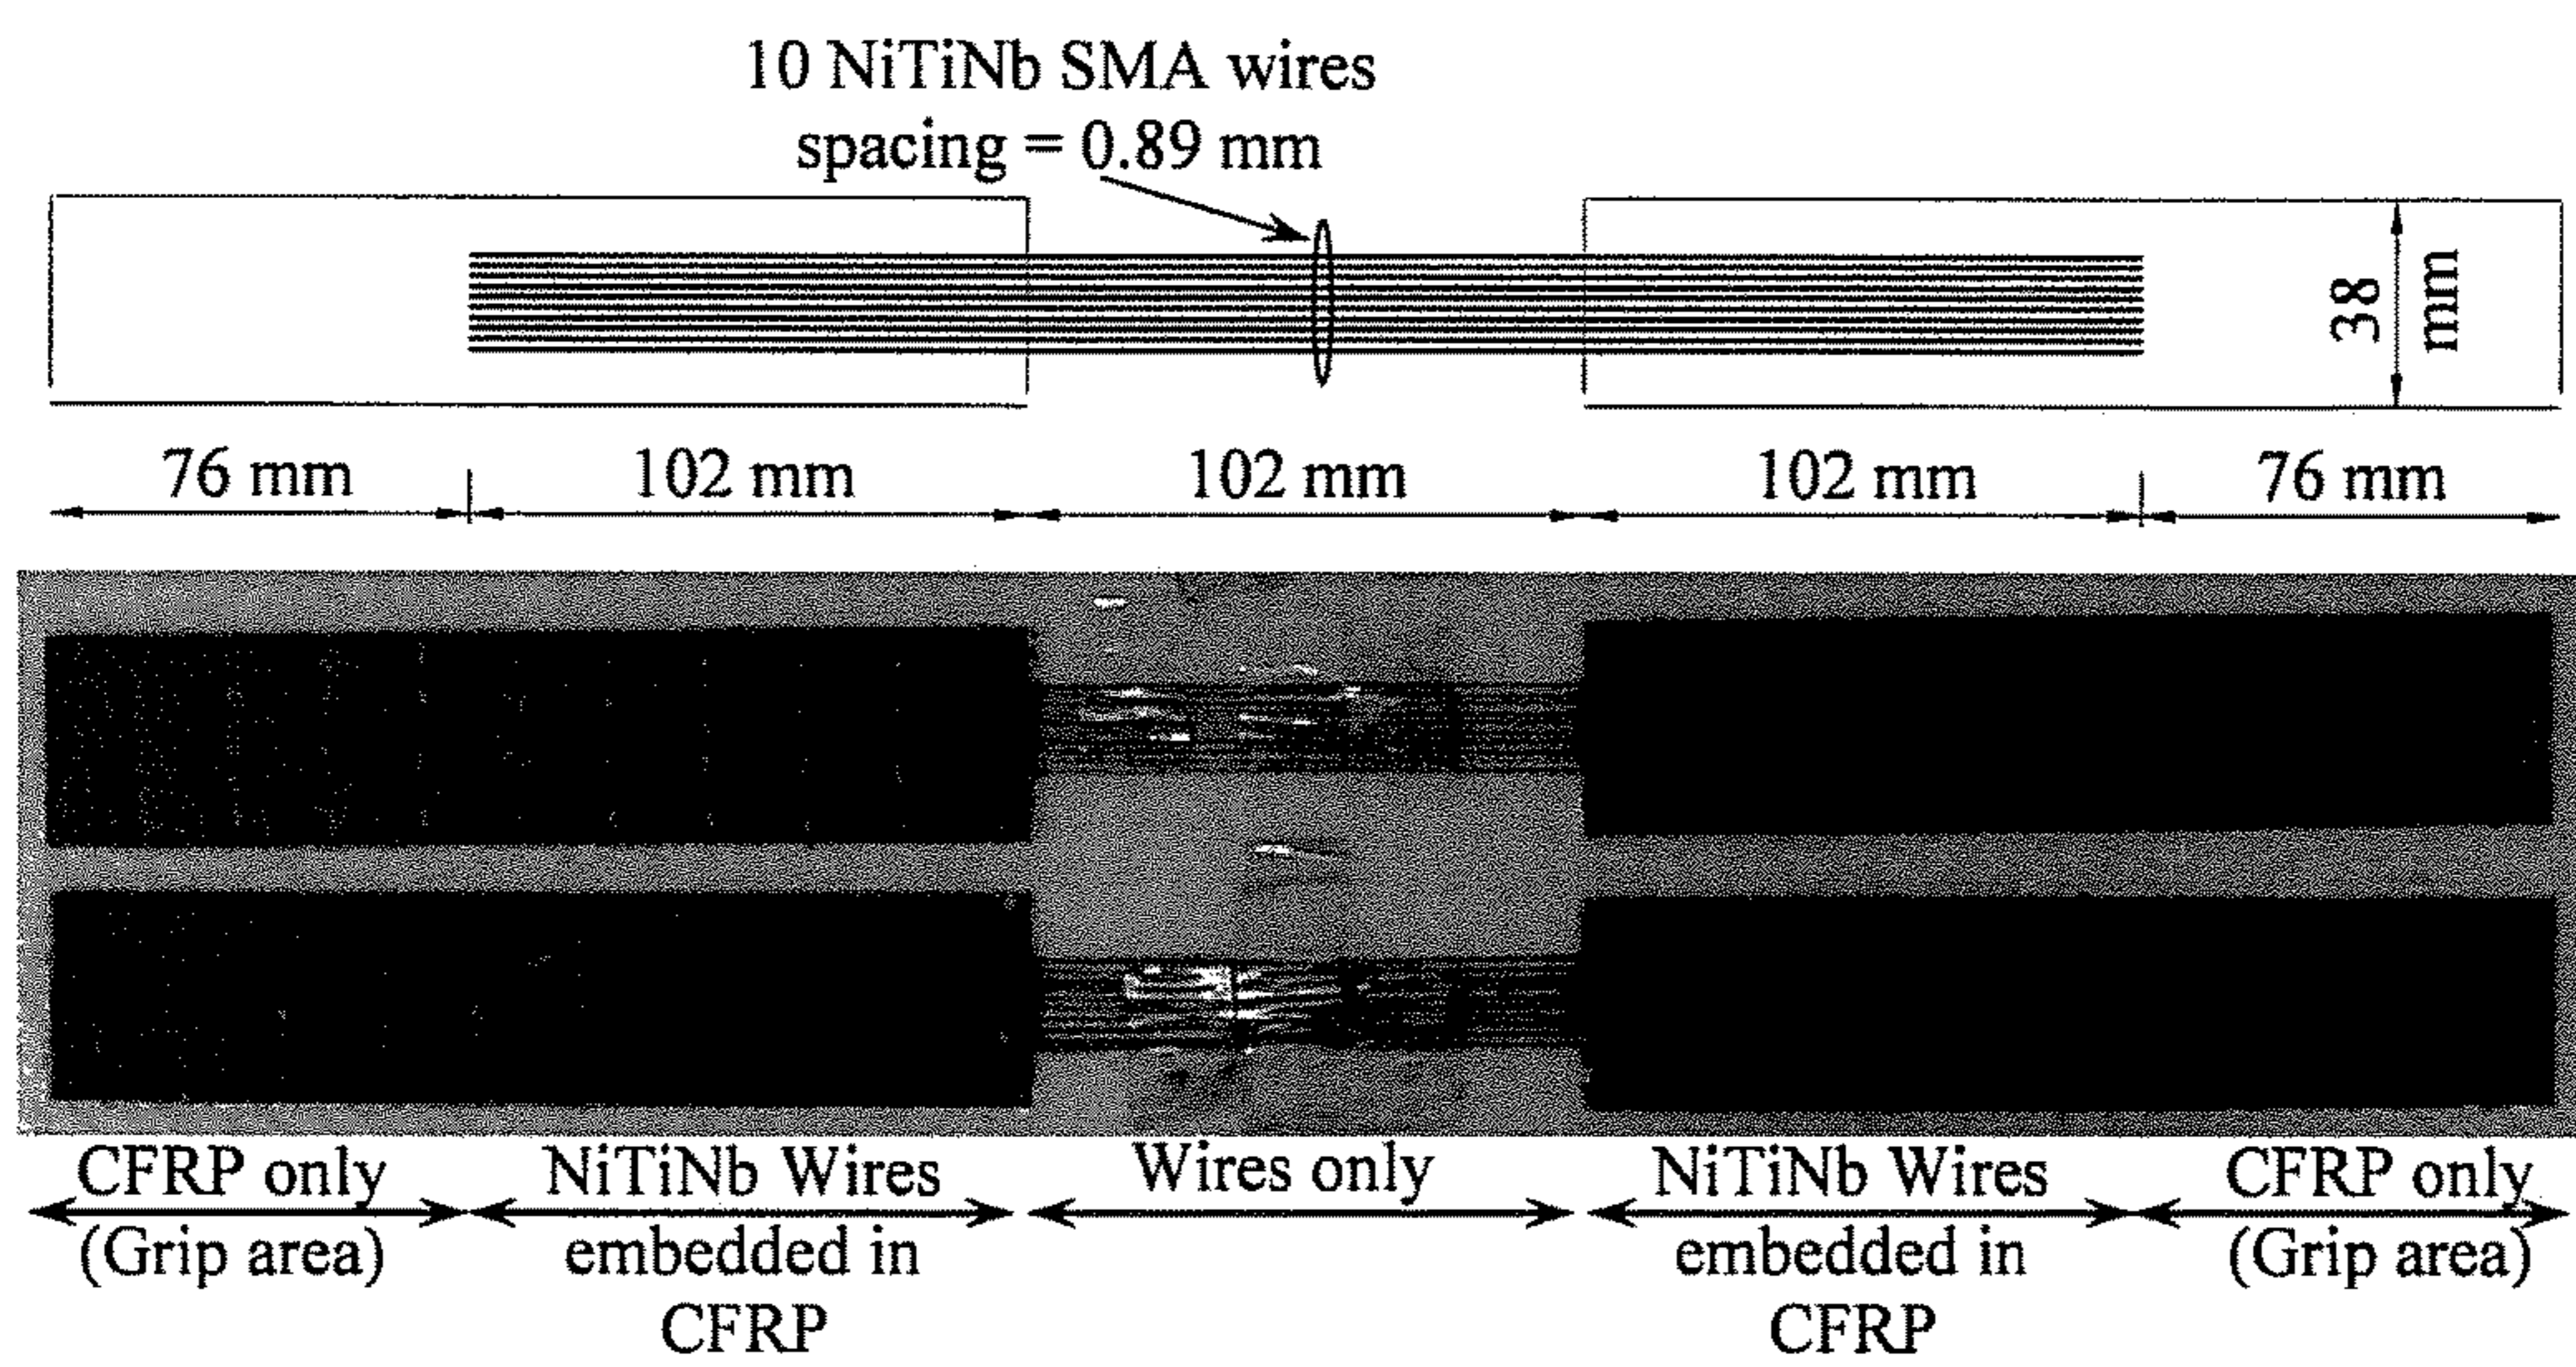 10 NiTiNb SMA wires
spacing = 0.89 mm
38
mm
76 mm
102 mm
102 mm
102 mm
76 mm
CFRP only
(Grip area)
NiTiNb Wires
embedded in
CFRP
Wires only
NiTiNb Wires
embedded in
CFRP
CFRP only
(Grip area)